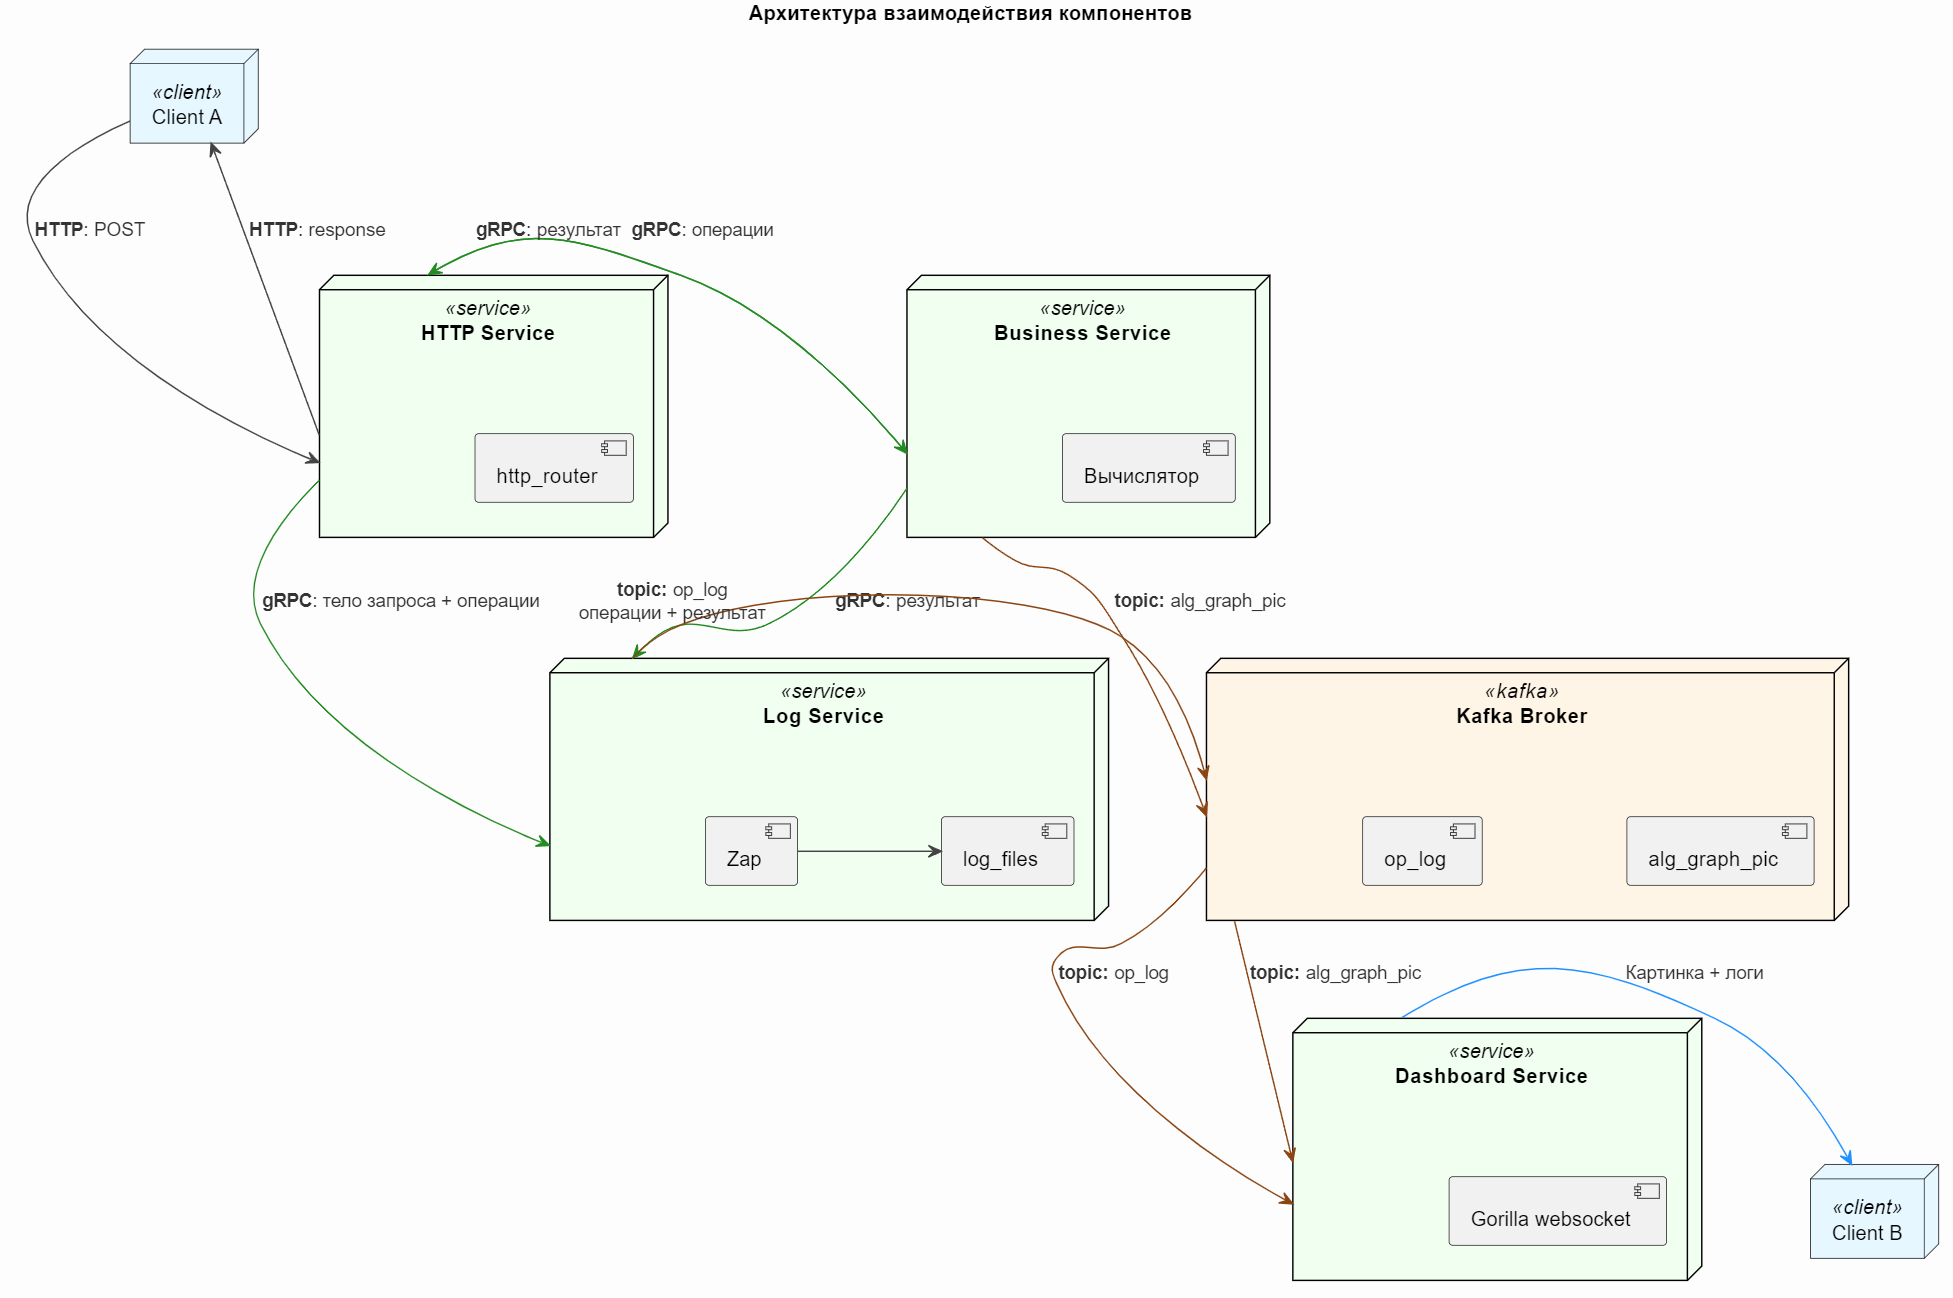 Архитектура взаимодействия компонентов
«client»
Client A
HTTP: POST
HTTP: response
gRPC: результат
gRPC: операции
«service»
HTTP Service
http_router
«service»
Business Service
Вычислятор
gRPC: тело запроса + операции
topic: op_log
операции + результат
gRPC: результат
topic: alg_graph_pic
«service»
Log Service
Zap
log_files
«kafka»
Kafka Broker
op_log
alg_graph_pic
topic: op_log
topic: alg_graph_pic
Картинка + логи
«service»
Dashboard Service
Gorilla websocket
«client»
Client B